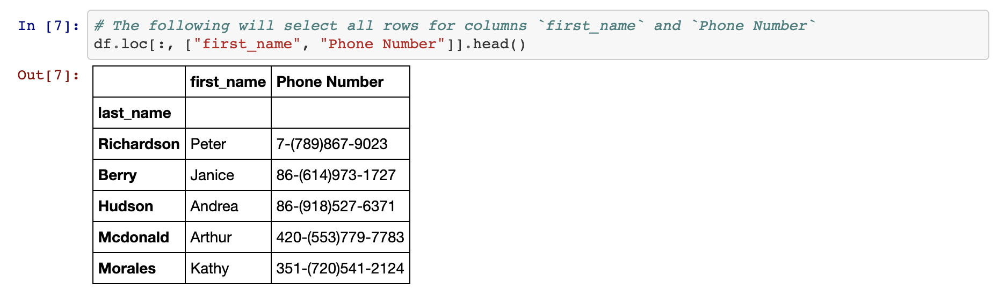 In [7]: # The following will select all rows for columns `first_name` and `Phone Number`
df.loc[:, ["first_name", "Phone Number"]].head()
Out[7]:
first_name Phone Number
last_name
Richardson Peter 7-(789)867-9023
Berry Janice 86-(614)973-1727
Hudson Andrea 86-(918)527-6371
Mcdonald Arthur 420-(553)779-7783
Morales Kathy 351-(720)541-2124